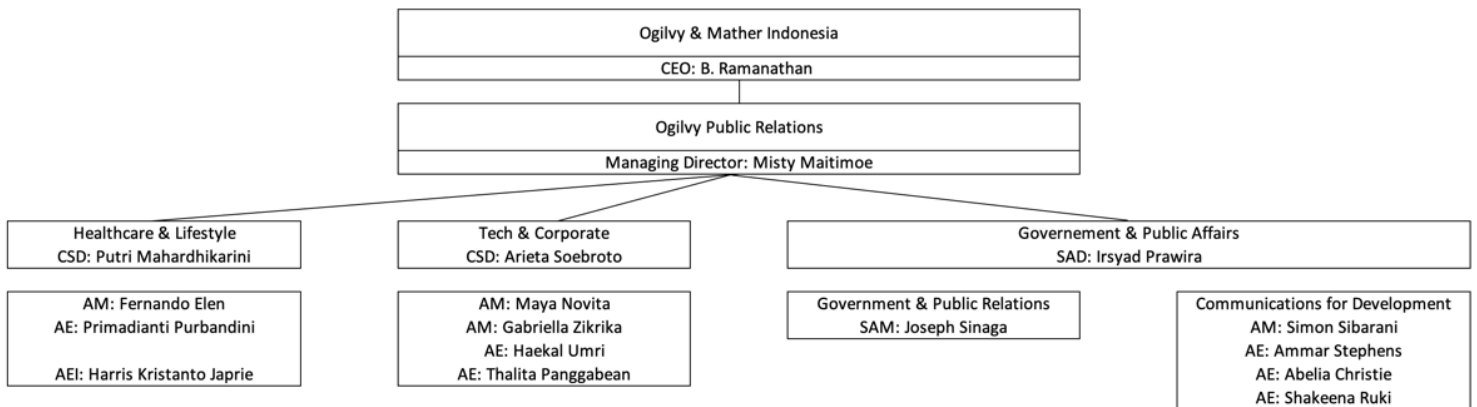 Ogilvy & Mather Indonesia
CEO: B. Ramanathan
Ogilvy Public Relations
Managing Director: Misty Maitimoe
Healthcare & Lifestyle
CSD: Putri Mahardhikarini
Tech & Corporate
CSD: Arieta Soebroto
Governement & Public Affairs
SAD: Irsyad Prawira
AM: Fernando Elen
AE: Primadianti Purbandini
AEI: Harris Kristanto Japrie
AM: Maya Novita
AM: Gabriella Zikrika
AE: Haekal Umri
AE: Thalita Panggabean
Government & Public Relations
SAM: Joseph Sinaga
Communications for Development
AM: Simon Sibarani
AE: Ammar Stephens
AE: Abelia Christie
AE: Shakeena Ruki